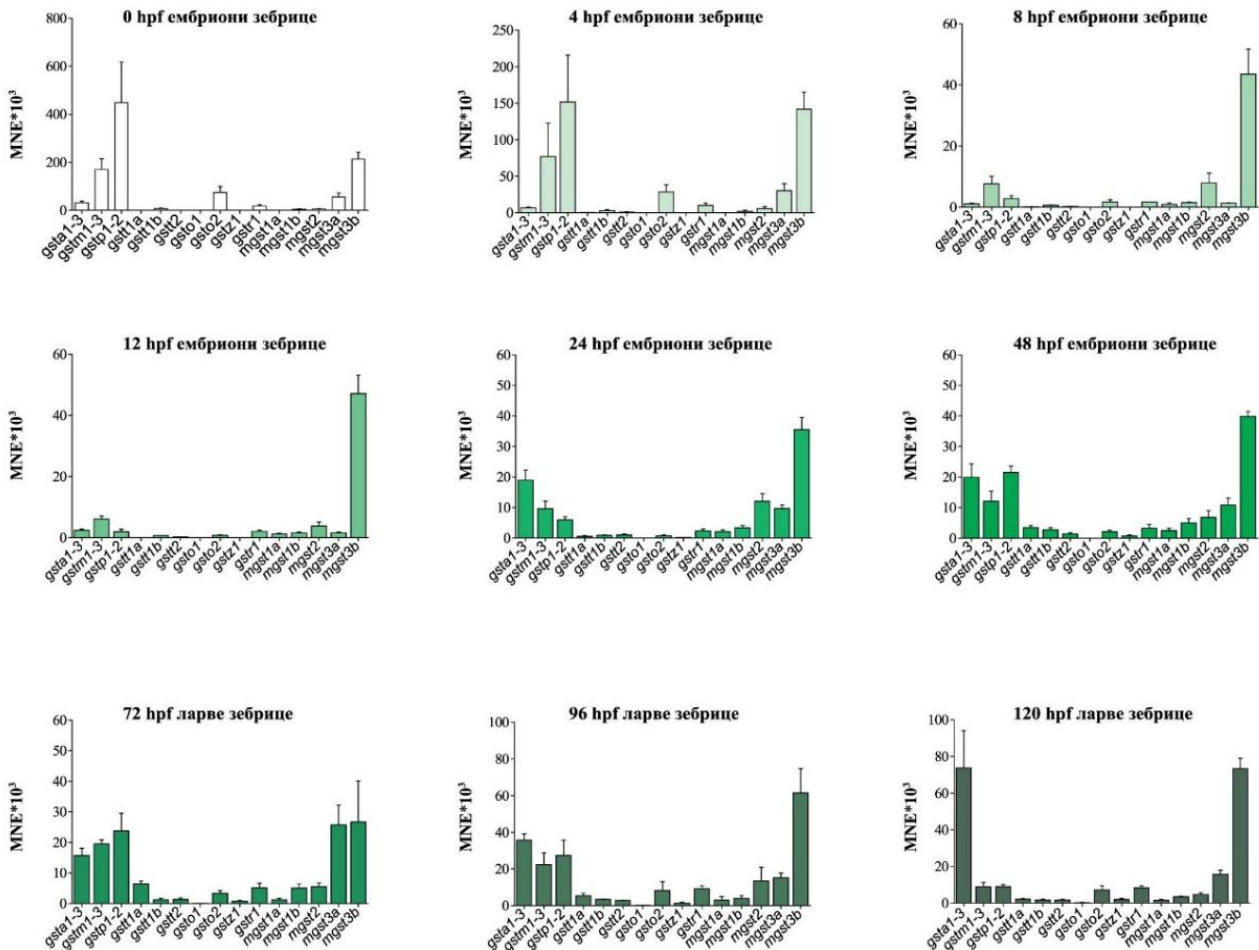 0 hpf ембриони зебрице
MNE*10³
800
600
400
200
0
gsta1-3
gstm1-3
gstp1-2
gstt1a
gstt1b
gstt2
gsto1
gsto2
gstz1
gstr1
mgst1a
mgst1b
mgst2
mgst3a
mgst3b
4 hpf ембриони зебрице
MNE*10³
250
200
150
100
50
0
gsta1-3
gstm1-3
gstp1-2
gstt1a
gstt1b
gstt2
gsto1
gsto2
gstz1
gstr1
mgst1a
mgst1b
mgst2
mgst3a
mgst3b
8 hpf ембриони зебрице
MNE*10³
60
40
20
0
gsta1-3
gstm1-3
gstp1-2
gstt1a
gstt1b
gstt2
gsto1
gsto2
gstz1
gstr1
mgst1a
mgst1b
mgst2
mgst3a
mgst3b
12 hpf ембриони зебрице
MNE*10³
60
40
20
0
gsta1-3
gstm1-3
gstp1-2
gstt1a
gstt1b
gstt2
gsto1
gsto2
gstz1
gstr1
mgst1a
mgst1b
mgst2
mgst3a
mgst3b
24 hpf ембриони зебрице
MNE*10³
60
50
40
30
20
10
0
gsta1-3
gstm1-3
gstp1-2
gstt1a
gstt1b
gstt2
gsto1
gsto2
gstz1
gstr1
mgst1a
mgst1b
mgst2
mgst3a
mgst3b
48 hpf ембриони зебрице
MNE*10³
60
50
40
30
20
10
0
gsta1-3
gstm1-3
gstp1-2
gstt1a
gstt1b
gstt2
gsto1
gsto2
gstz1
gstr1
mgst1a
mgst1b
mgst2
mgst3a
mgst3b
72 hpf ларве зебрице
MNE*10³
60
50
40
30
20
10
0
gsta1-3
gstm1-3
gstp1-2
gstt1a
gstt1b
gstt2
gsto1
gsto2
gstz1
gstr1
mgst1a
mgst1b
mgst2
mgst3a
mgst3b
96 hpf ларве зебрице
MNE*10³
100
80
60
40
20
0
gsta1-3
gstm1-3
gstp1-2
gstt1a
gstt1b
gstt2
gsto1
gsto2
gstz1
gstr1
mgst1a
mgst1b
mgst2
mgst3a
mgst3b
120 hpf ларве зебрице
MNE*10³
100
80
60
40
20
0
gsta1-3
gstm1-3
gstp1-2
gstt1a
gstt1b
gstt2
gsto1
gsto2
gstz1
gstr1
mgst1a
mgst1b
mgst2
mgst3a
mgst3b